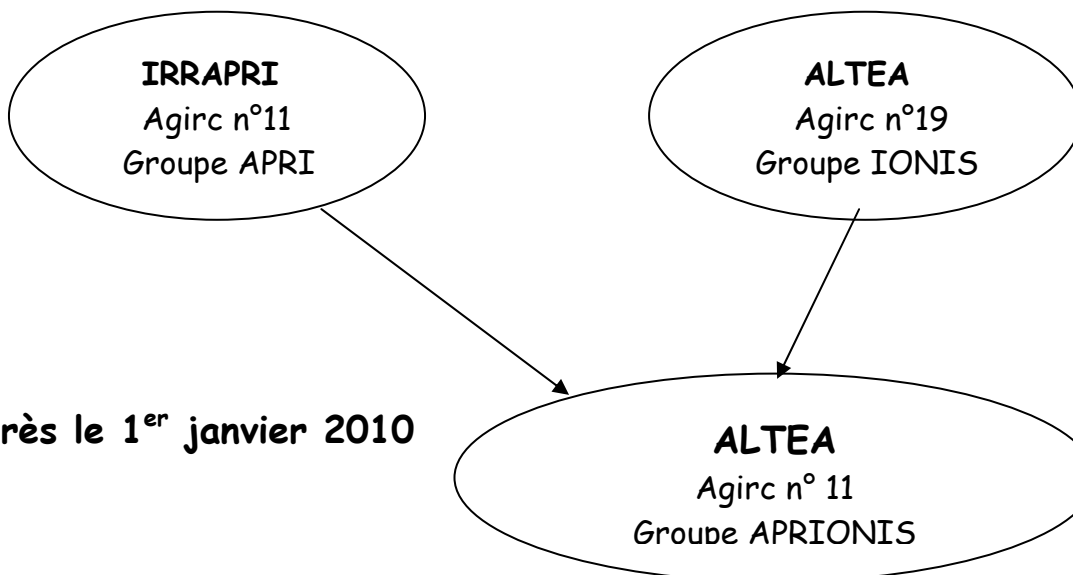 IRRAPRI
Agirc n°11
Groupe APRI
ALTEA
Agirc n°19
Groupe IONIS
rès le 1er janvier 2010
ALTEA
Agirc n° 11
Groupe APRIONIS